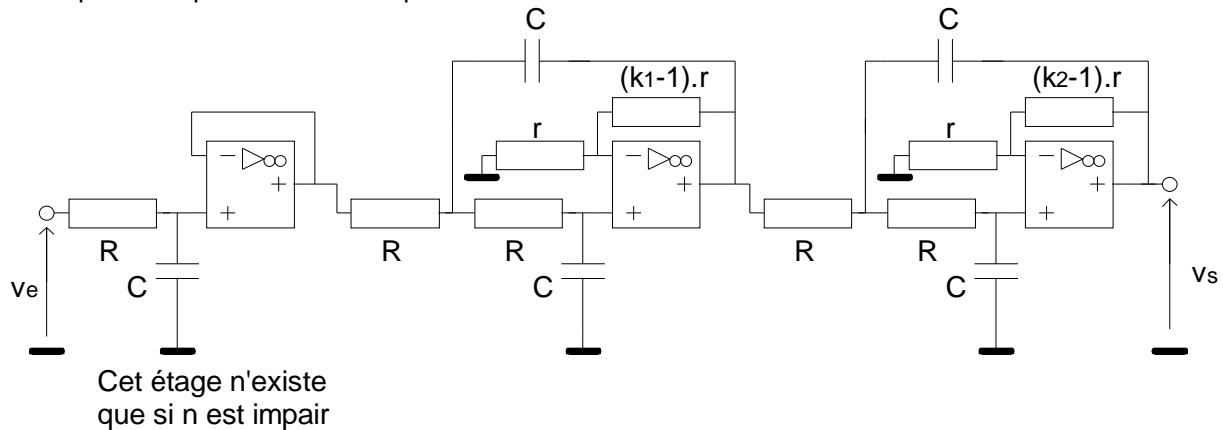 C
C
(k1-1).r
(k2-1).r
r
r
− ▷∞
− ▷∞
− ▷∞
+
+
+
+
+
+
R
R
R
R
R
C
C
C
ve
vs
Cet étage n'existe
que si n est impair